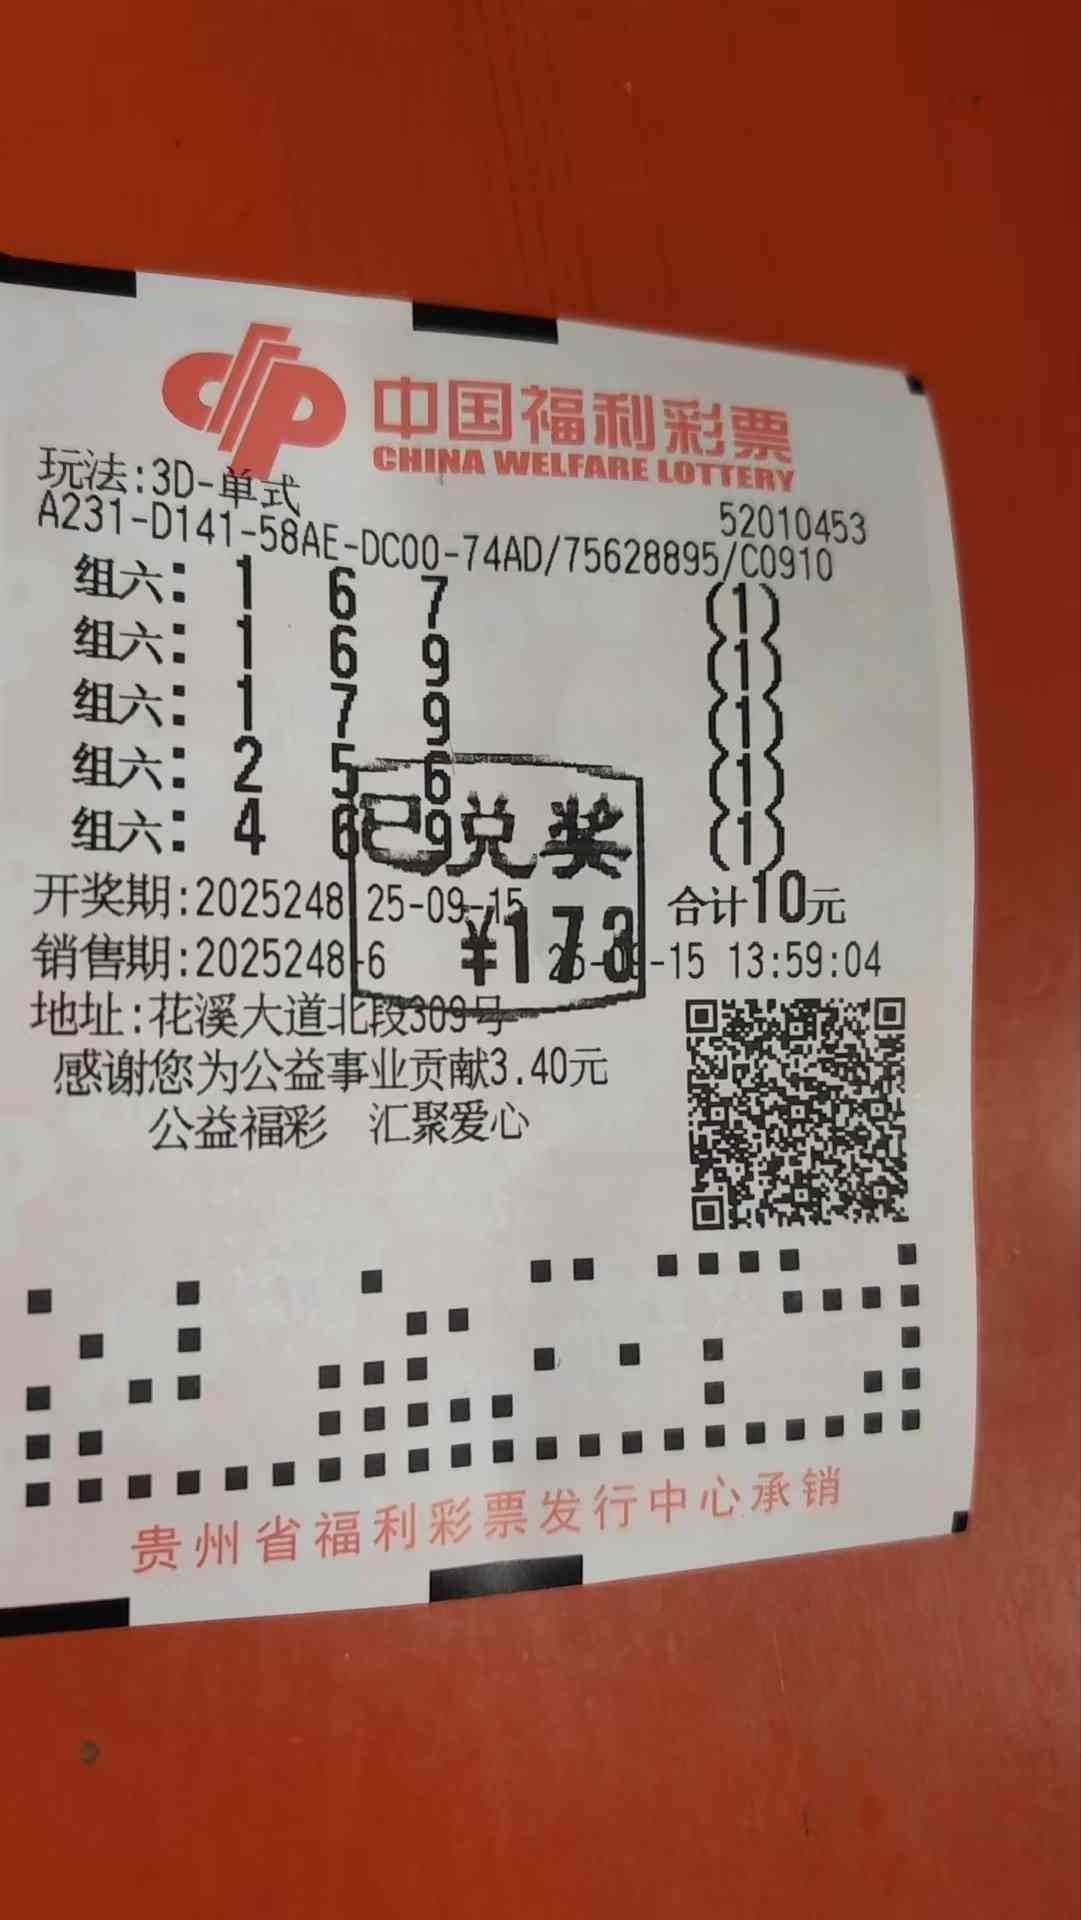 中国福利彩票
CHINA WELFARE LOTTERY
玩法:3D-单式
52010453
A231-D141-58AE-DC00-74AD/75628895/C0910
组六: 1 6 7 (1)
组六: 1 6 9 (1)
组六: 1 7 9 (1)
组六: 2 5 6 (1)
组六: 4 6 9 (1)
已兑奖
¥173
开奖期:2025248 25-09-15 合计10元
销售期:2025248-6 25-09-15 13:59:04
地址:花溪大道北段309号
感谢您为公益事业贡献3.40元
公益福彩 汇聚爱心
贵州省福利彩票发行中心承销